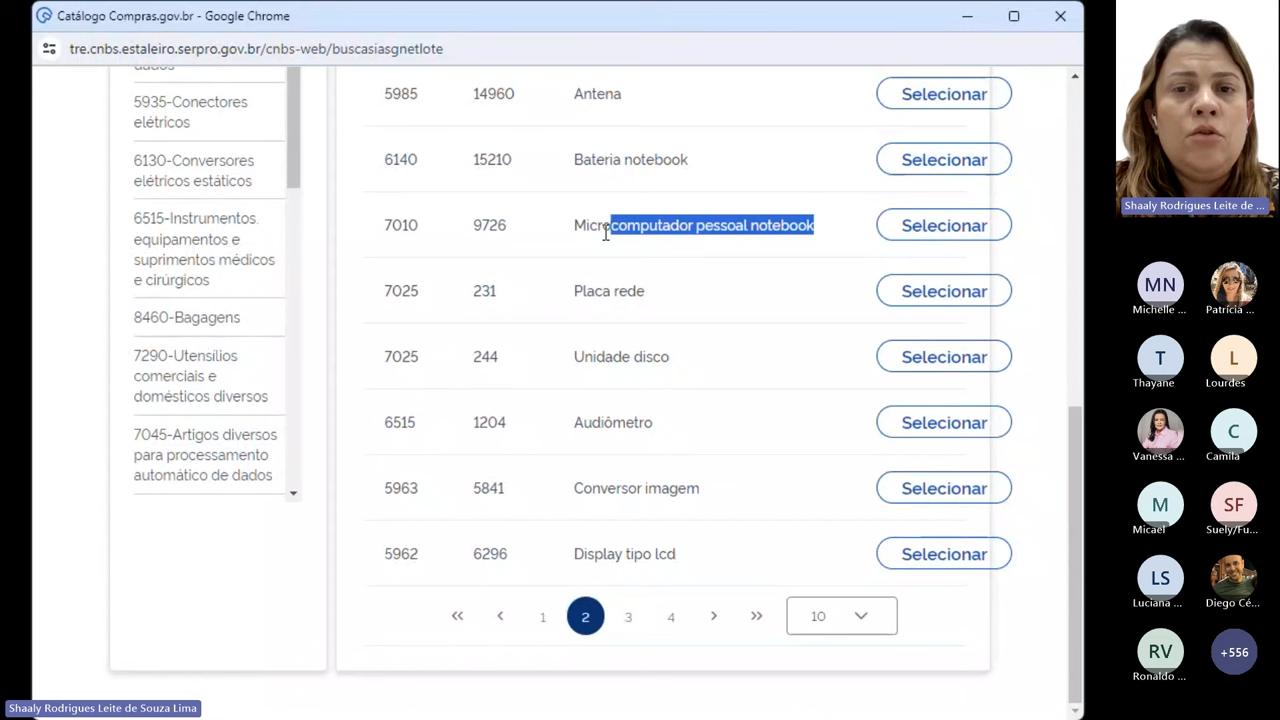 Catálogo Compras.gov.br - Google Chrome
tre.cnbs.estaleiro.serpro.gov.br/cnbs-web/buscasiasgnetlote
dados
5935-Conectores
elétricos
6130-Conversores
elétricos estáticos
6515-Instrumentos.
equipamentos e
suprimentos médicos
e cirúrgicos
8460-Bagagens
7290-Utensílios
comerciais e
domésticos diversos
7045-Artigos diversos
para processamento
automático de dados
5985 14960 Antena Selecionar
6140 15210 Bateria notebook Selecionar
7010 9726 Microcomputador pessoal notebook Selecionar
7025 231 Placa rede Selecionar
7025 244 Unidade disco Selecionar
6515 1204 Audiômetro Selecionar
5963 5841 Conversor imagem Selecionar
5962 6296 Display tipo lcd Selecionar
1 2 3 4 10
Shaaly Rodrigues Leite de Souza Lima
Shaaly Rodrigues Leite de ...
MN
Michelle ... Patrícia ...
T L
Thayane Lourdes
C
Vanessa ... Camila
M SF
Micael Suely/Fu...
LS
Luciana ... Diego Cé...
RV +556
Ronaldo ...